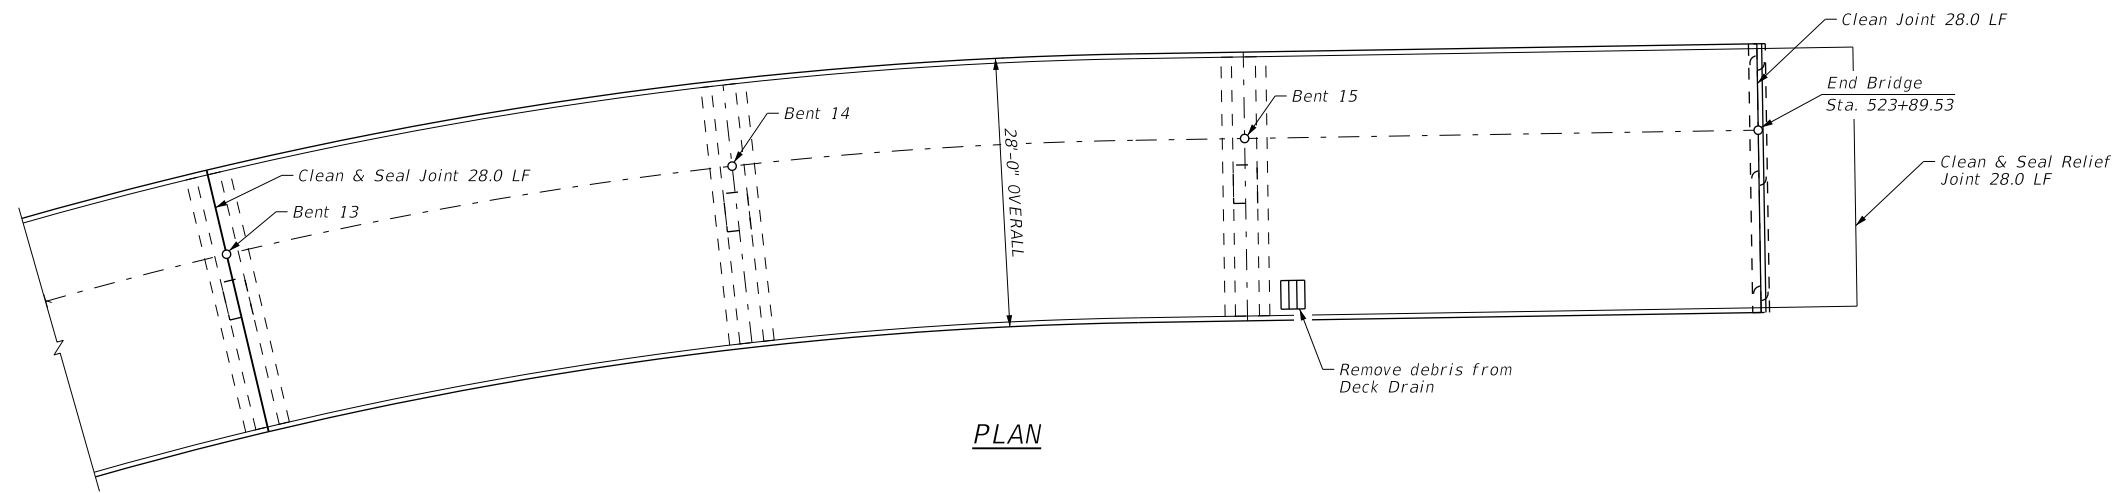 Clean Joint 28.0 LF
End Bridge
Sta. 523+89.53
Bent 15
Bent 14
28'-0" OVERALL
Clean & Seal Relief
Joint 28.0 LF
Clean & Seal Joint 28.0 LF
Bent 13
Remove debris from
Deck Drain
PLAN